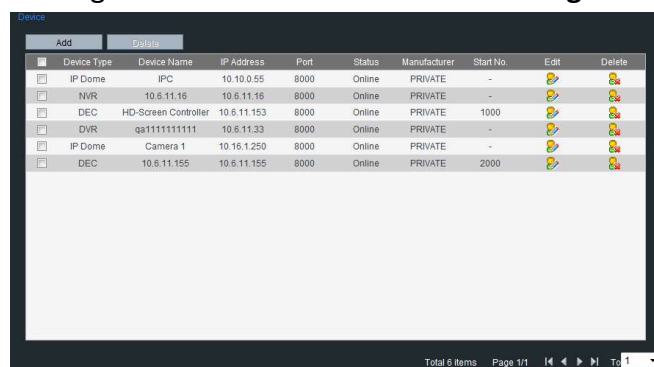 Device
Add Delete
Device Type Device Name IP Address Port Status Manufacturer Start No. Edit Delete
IP Dome IPC 10.10.0.55 8000 Online PRIVATE -
NVR 10.6.11.16 10.6.11.16 8000 Online PRIVATE -
DEC HD-Screen Controller 10.6.11.153 8000 Online PRIVATE 1000
DVR qa1111111111 10.6.11.33 8000 Online PRIVATE -
IP Dome Camera 1 10.16.1.250 8000 Online PRIVATE -
DEC 10.6.11.155 10.6.11.155 8000 Online PRIVATE 2000
Total 6 items Page 1/1 To 1